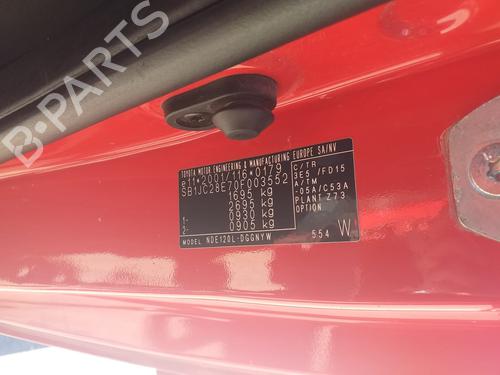 B-PARTS
TOYOTA MOTOR ENGINEERING & MANUFACTURING EUROPE SA/NV
e11*2001/116*0179
SB1JC28E70F003552
1695 kg
2695 kg
1- 0930 kg
2- 0905 kg
C/TR
3E5 /FD15
A/TM
-05A/C53A
PLANT Z73
OPTION
MODEL NDE120L-DGGNYW
554 W